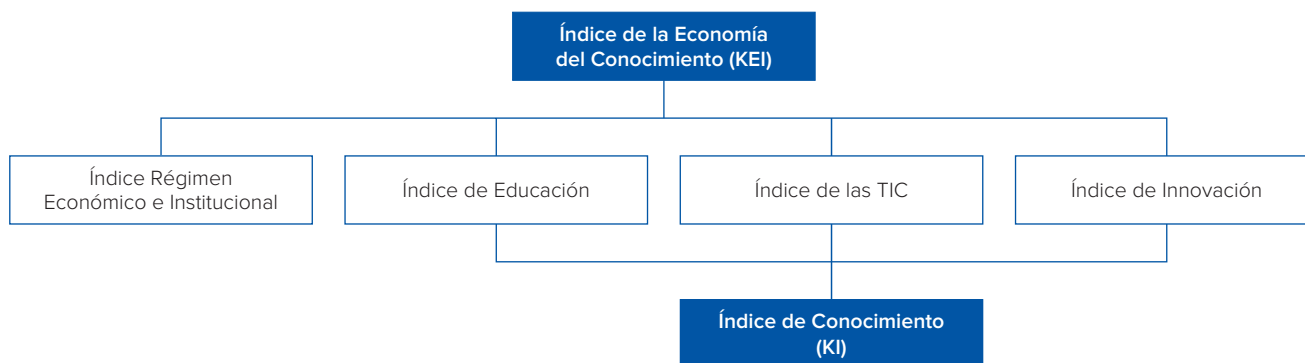 Índice de la Economía
del Conocimiento (KEI)
Índice Régimen
Económico e Institucional
Índice de Educación
Índice de las TIC
Índice de Innovación
Índice de Conocimiento
(KI)